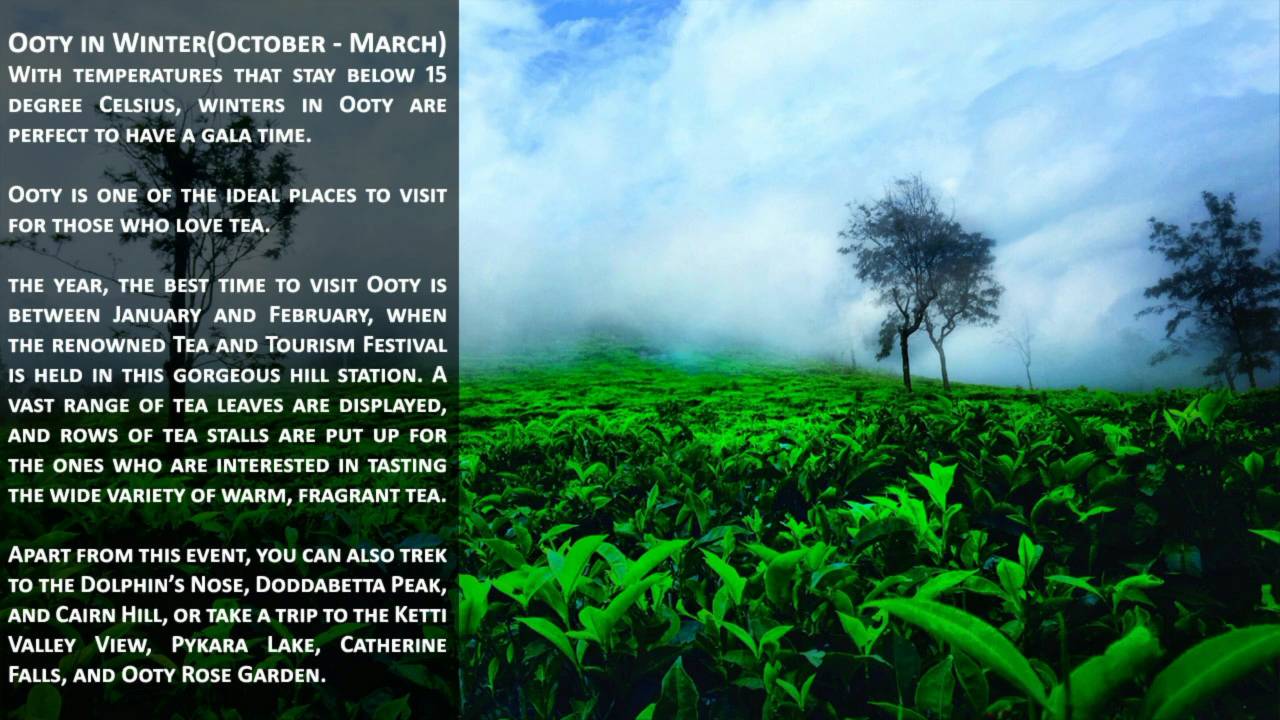 Ooty in Winter(October - March)
With temperatures that stay below 15
degree Celsius, winters in Ooty are
perfect to have a gala time.
Ooty is one of the ideal places to visit
for those who love tea.
the year, the best time to visit Ooty is
between January and February, when
the renowned Tea and Tourism Festival
is held in this gorgeous hill station. A
vast range of tea leaves are displayed,
and rows of tea stalls are put up for
the ones who are interested in tasting
the wide variety of warm, fragrant tea.
Apart from this event, you can also trek
to the Dolphin’s Nose, Doddabetta Peak,
and Cairn Hill, or take a trip to the Ketti
Valley View, Pykara Lake, Catherine
Falls, and Ooty Rose Garden.